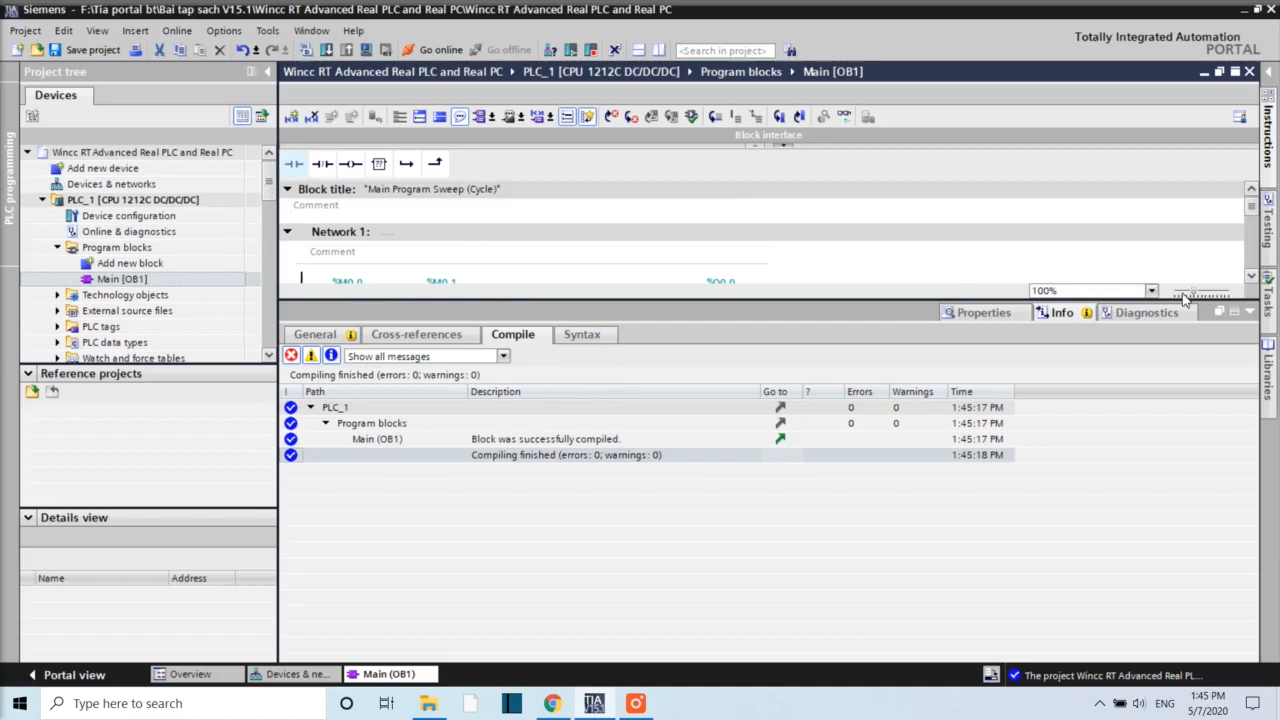 Siemens - F:\Tia portal bt\Bai tap sach V15.1\Wincc RT Advanced Real PLC and Real PC\Wincc RT Advanced Real PLC and Real PC
Project Edit View Insert Online Options Window Help
Totally Integrated Automation
PORTAL
Save project Go online Go offline <Search in project>
Project tree
Wincc RT Advanced Real PLC and Real PC PLC_1 [CPU 1212C DC/DC/DC] Program blocks Main [OB1]
Devices
PLC programming
Block interface
Wincc RT Advanced Real PLC and Real PC
Add new device
Devices & networks
PLC_1 [CPU 1212C DC/DC/DC]
Device configuration
Online & diagnostics
Program blocks
Add new block
Main [OB1]
Technology objects
External source files
PLC tags
PLC data types
Watch and force tables
Block title: "Main Program Sweep (Cycle)"
Comment
Network 1:
Comment
%M0.0 %M0.1 %Q0.0
100%
Instructions
Testing
Tasks
Libraries
Properties Info Diagnostics
General Cross-references Compile Syntax
Show all messages
Compiling finished (errors: 0; warnings: 0)
! Path Description Go to ? Errors Warnings Time
PLC_1 0 0 1:45:17 PM
Program blocks 0 0 1:45:17 PM
Main (OB1) Block was successfully compiled. 1:45:17 PM
Compiling finished (errors: 0; warnings: 0) 1:45:18 PM
Reference projects
Details view
Name Address
Portal view Overview Devices & ne... Main (OB1) The project Wincc RT Advanced Real PL...
Type here to search
ENG
1:45 PM
5/7/2020